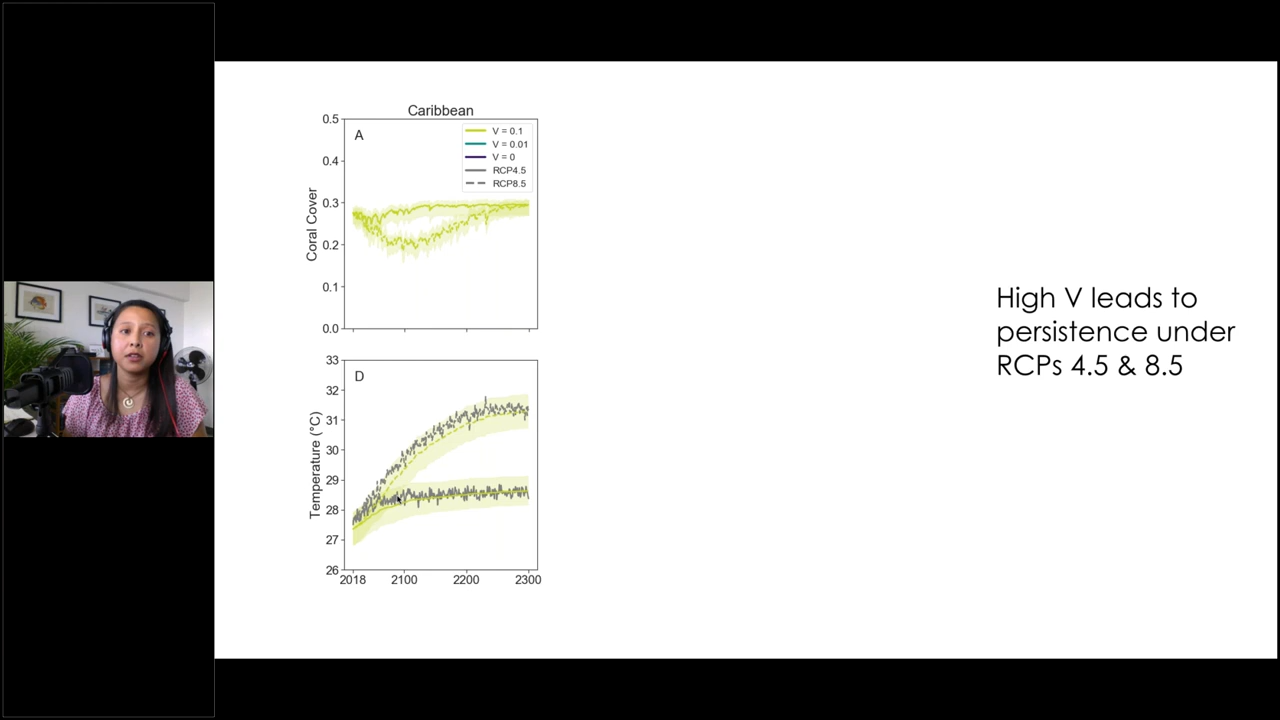 Caribbean
0.5
0.4
0.3
0.2
0.1
0.0
Coral Cover
A
V = 0.1
V = 0.01
V = 0
RCP4.5
RCP8.5
33
32
31
30
29
28
27
26
Temperature (°C)
D
2018
2100
2200
2300
High V leads to
persistence under
RCPs 4.5 & 8.5